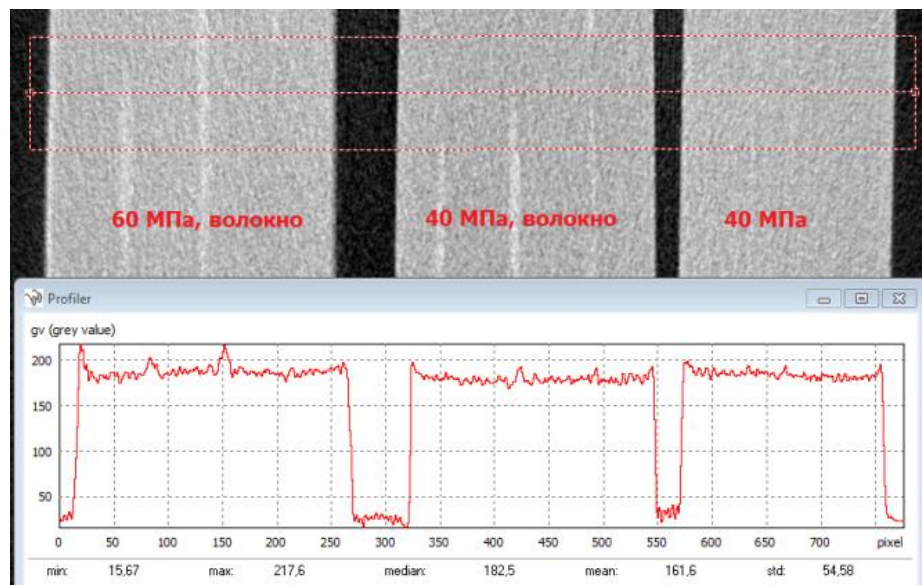 60 МПа, волокно 40 МПа, волокно 40 МПа
Profiler
gv (grey value)
200
150
100
50
0 50 100 150 200 250 300 350 400 450 500 550 600 650 700 pixel
min: 15,67 max: 217,6 median: 182,5 mean: 161,6 std: 54,58